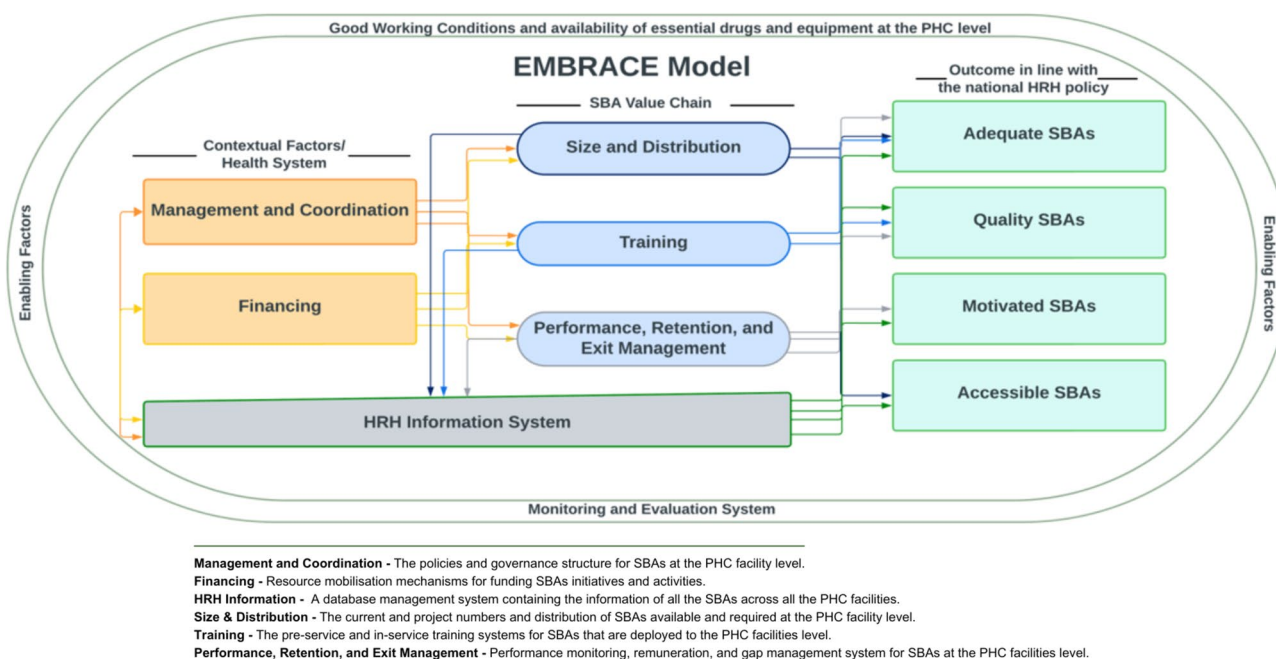 Good Working Conditions and availability of essential drugs and equipment at the PHC level
EMBRACE Model
Outcome in line with
the national HRH policy
SBA Value Chain
Contextual Factors/
Health System
Enabling Factors
Management and Coordination
Financing
HRH Information System
Size and Distribution
Training
Performance, Retention, and
Exit Management
Adequate SBAs
Quality SBAs
Motivated SBAs
Accessible SBAs
Enabling Factors
Monitoring and Evaluation System
Management and Coordination - The policies and governance structure for SBAs at the PHC facility level.
Financing - Resource mobilisation mechanisms for funding SBAs initiatives and activities.
HRH Information - A database management system containing the information of all the SBAs across all the PHC facilities.
Size & Distribution - The current and project numbers and distribution of SBAs available and required at the PHC facility level.
Training - The pre-service and in-service training systems for SBAs that are deployed to the PHC facilities level.
Performance, Retention, and Exit Management - Performance monitoring, remuneration, and gap management system for SBAs at the PHC facilities level.